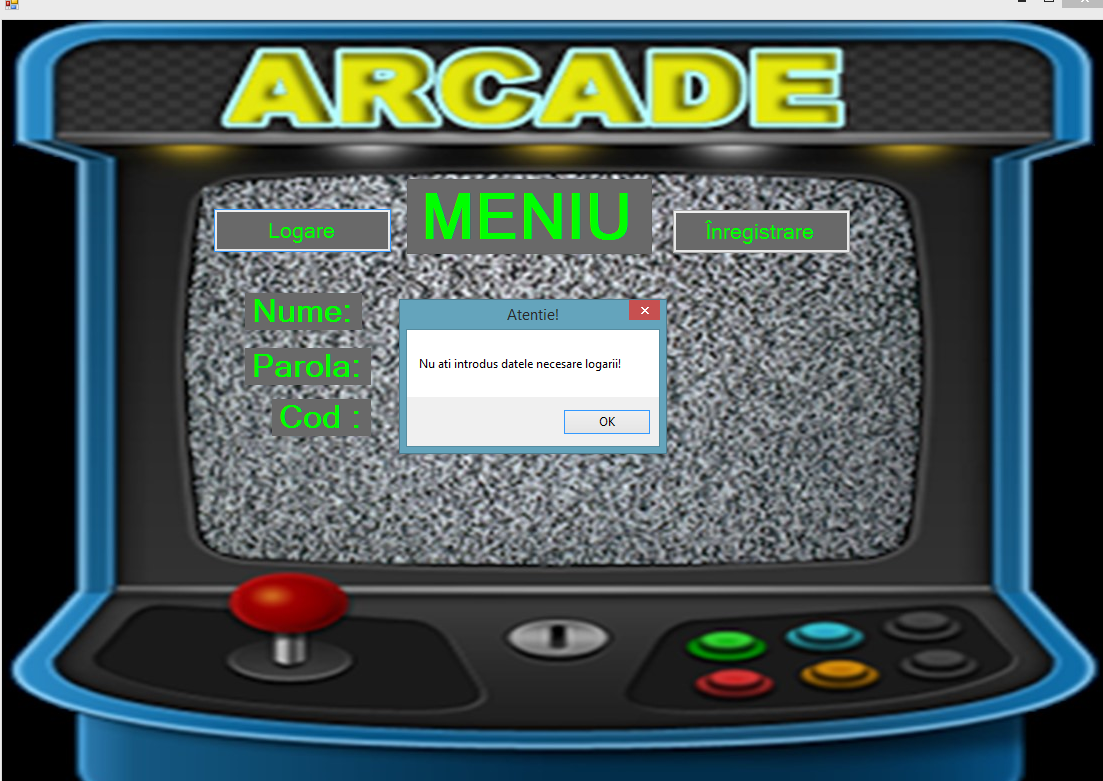 ARCADE
MENIU
Logare
Înregistrare
Nume:
Parola:
Cod :
Atentie!
Nu ati introdus datele necesare logarii!
OK